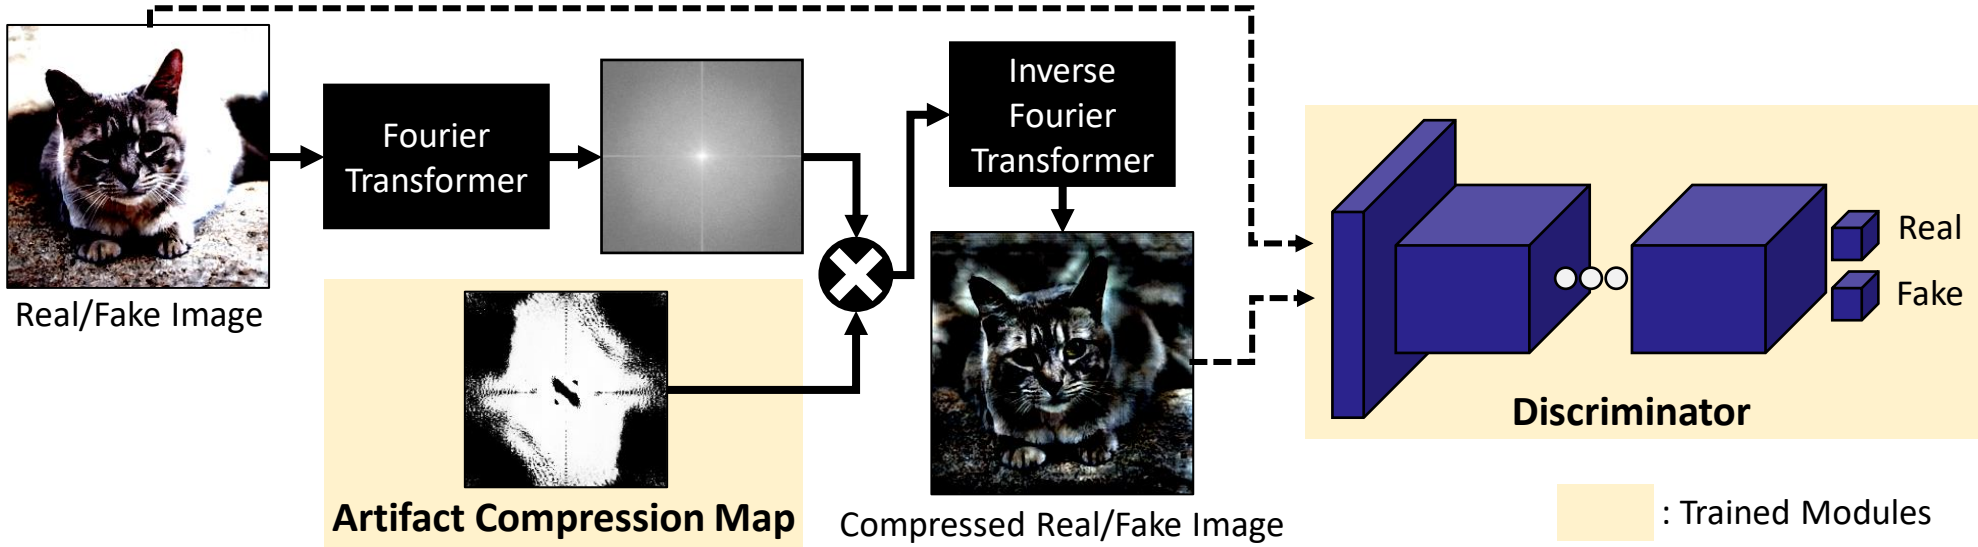 Real/Fake Image
Fourier
Transformer
Artifact Compression Map
Inverse
Fourier
Transformer
Compressed Real/Fake Image
Real
Fake
Discriminator
: Trained Modules